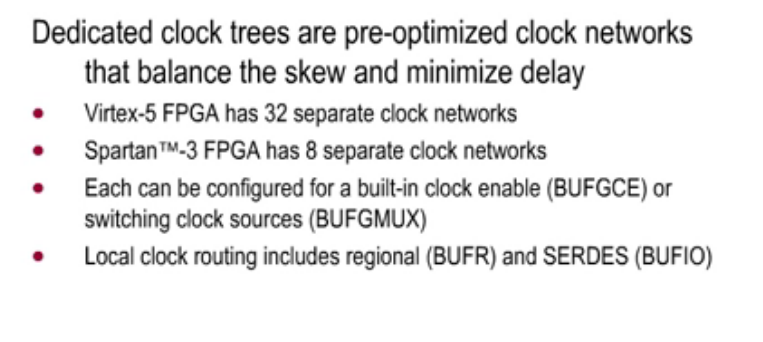 Dedicated clock trees are pre-optimized clock networks
that balance the skew and minimize delay
• Virtex-5 FPGA has 32 separate clock networks
• Spartan™-3 FPGA has 8 separate clock networks
• Each can be configured for a built-in clock enable (BUFGCE) or
switching clock sources (BUFGMUX)
• Local clock routing includes regional (BUFR) and SERDES (BUFIO)